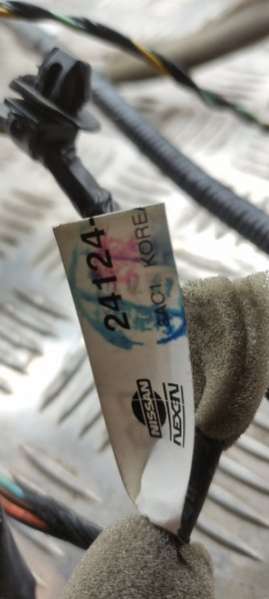 24124-
KOREA
NISSAN
NEXEN